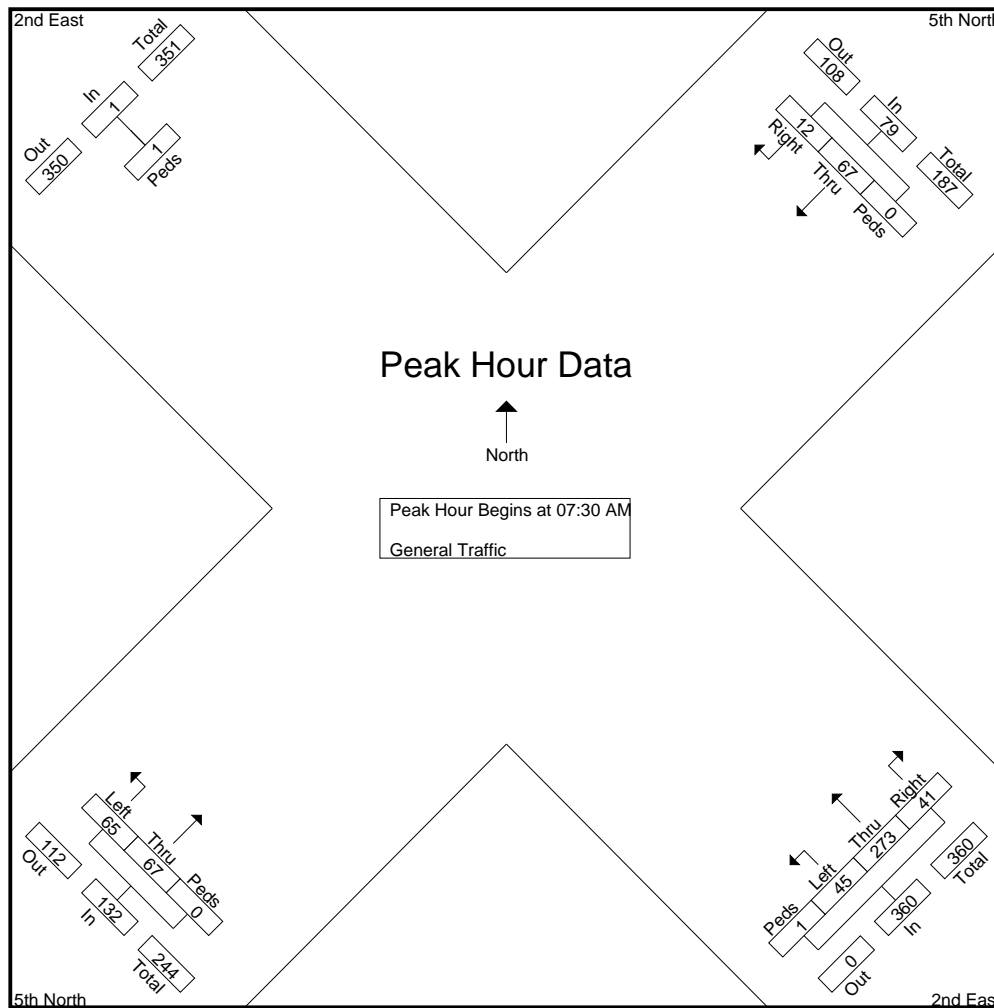 2nd East
5th North
Total
351
In
1
Out
350
1
Peds
Out
108
In
79
Total
187
12
Right
67
Thru
0
Peds
Peak Hour Data
North
Peak Hour Begins at 07:30 AM
General Traffic
Left
65
Thru
67
Peds
0
112
Out
132
In
244
Total
Right
41
Thru
273
Left
45
Peds
1
360
Total
360
In
0
Out
5th North
2nd East